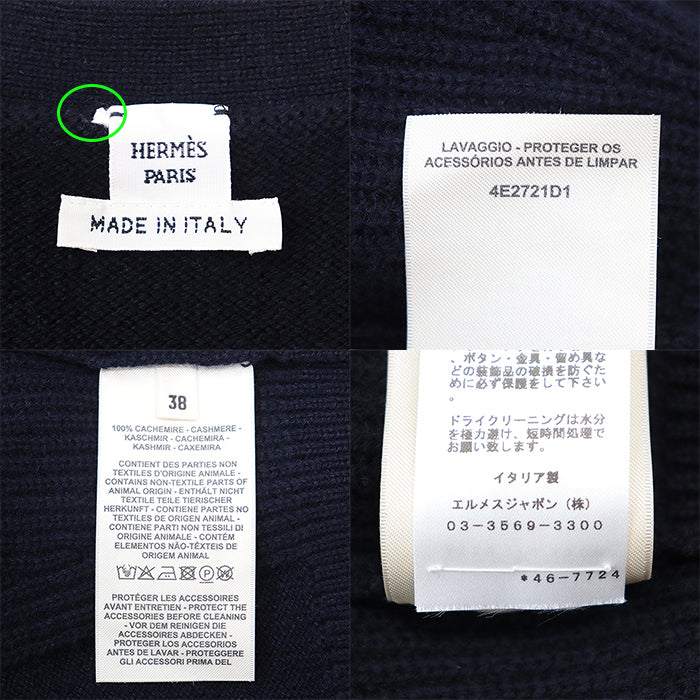 HERMÈS
PARIS
MADE IN ITALY
LAVAGGIO - PROTEGER OS
ACESSÓRIOS ANTES DE LIMPAR
4E2721D1
38
100% CACHEMIRE - CASHMERE -
KASCHMIR - CACHEMIRA -
KASHMIR - CAXEMIRA
CONTIENT DES PARTIES NON
TEXTILES D'ORIGINE ANIMALE -
CONTAINS NON-TEXTILE PARTS OF
ANIMAL ORIGIN - ENTHÄLT NICHT
TEXTILE TEILE TIERISCHER
HERKUNFT - CONTIENE PARTES NO
TEXTILES DE ORIGEN ANIMAL -
CONTIENE PARTI NON TESSILI DI
ORIGINE ANIMALE - CONTÉM
ELEMENTOS NÃO-TÊXTEIS DE
ORIGEM ANIMAL
PROTÉGER LES ACCESSOIRES
AVANT ENTRETIEN - PROTECT THE
ACCESSORIES BEFORE CLEANING
- VOR DEM REINIGEN DIE
ACCESSOIRES ABDECKEN -
PROTEGER LOS ACCESORIOS
ANTES DE LAVAR - PROTEGGERE
GLI ACCESSORI PRIMA DEL
、ボタン・金具・留め具な
どの装飾品の破損を防ぐた
めに必ず保護をして下さい
。
ドライクリーニングは水分
を極力避け、短時間処理で
お願い致します。
イタリア製
エルメスジャポン（株）
03-3569-3300
*46-7724